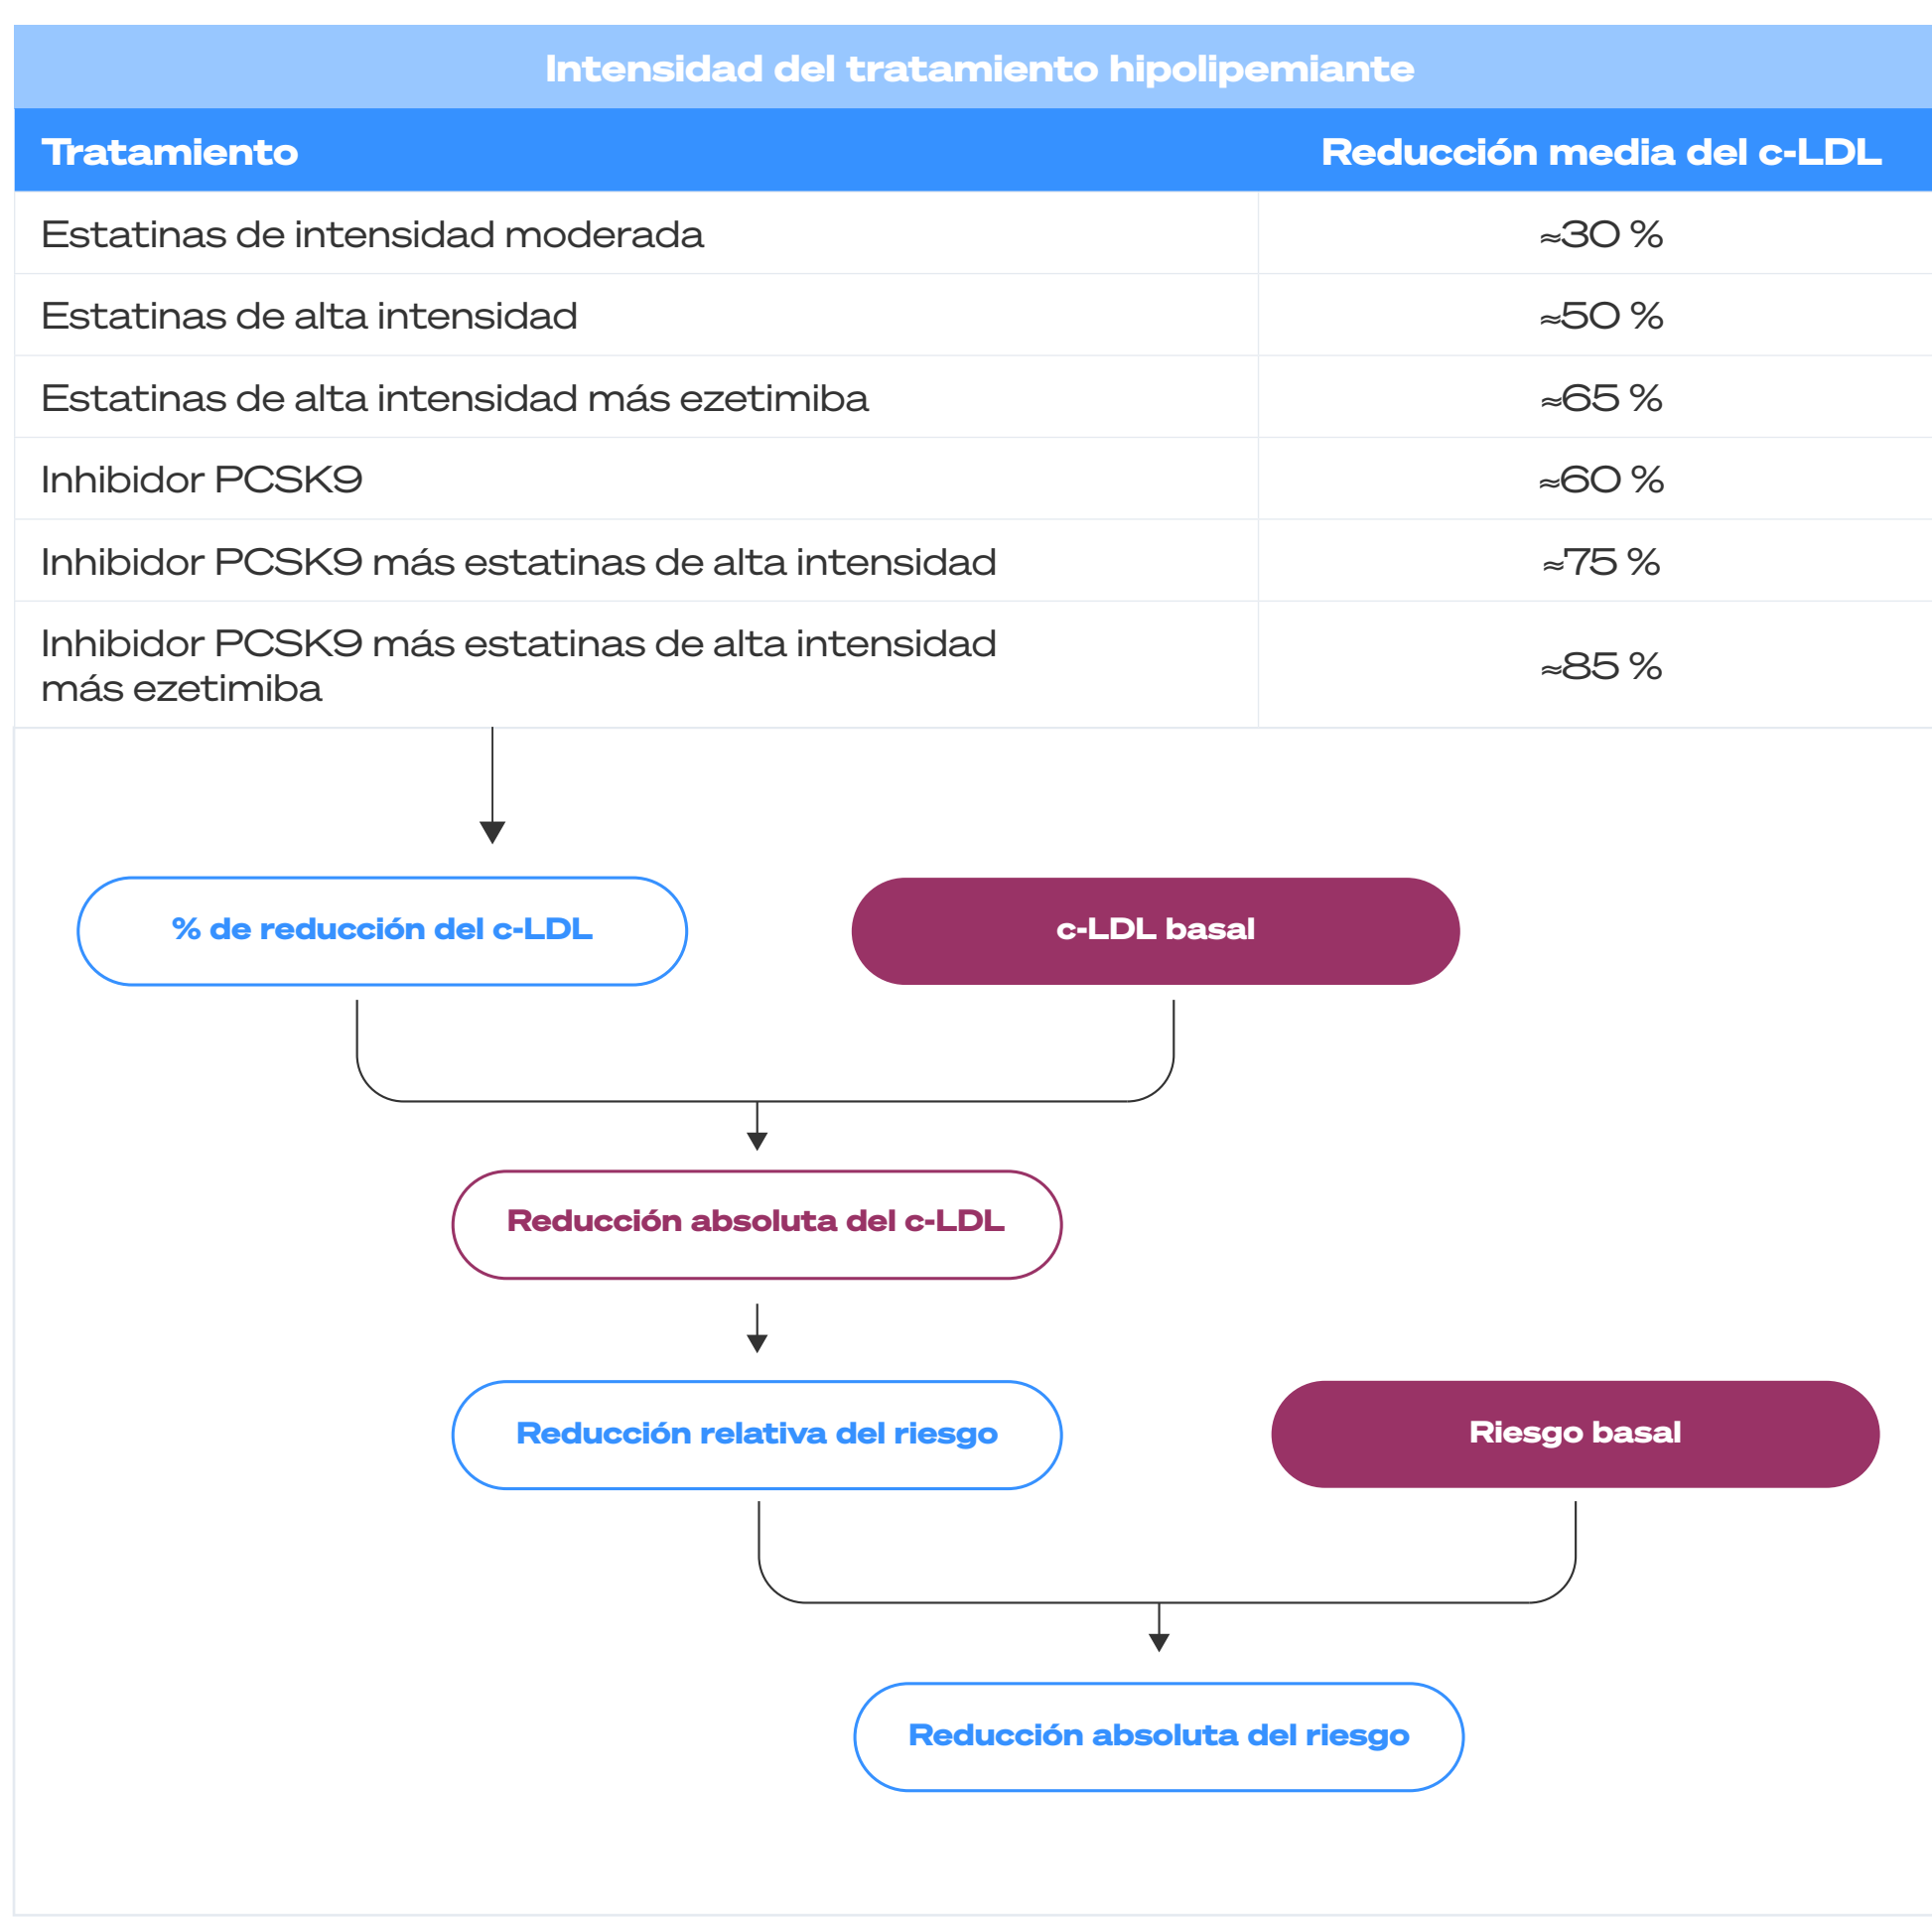 Intensidad del tratamiento hipolipemiante
Tratamiento Reducción media del c-LDL
Estatinas de intensidad moderada ≈30 %
Estatinas de alta intensidad ≈50 %
Estatinas de alta intensidad más ezetimiba ≈65 %
Inhibidor PCSK9 ≈60 %
Inhibidor PCSK9 más estatinas de alta intensidad ≈75 %
Inhibidor PCSK9 más estatinas de alta intensidad
más ezetimiba ≈85 %
% de reducción del c-LDL c-LDL basal
Reducción absoluta del c-LDL
Reducción relativa del riesgo Riesgo basal
Reducción absoluta del riesgo